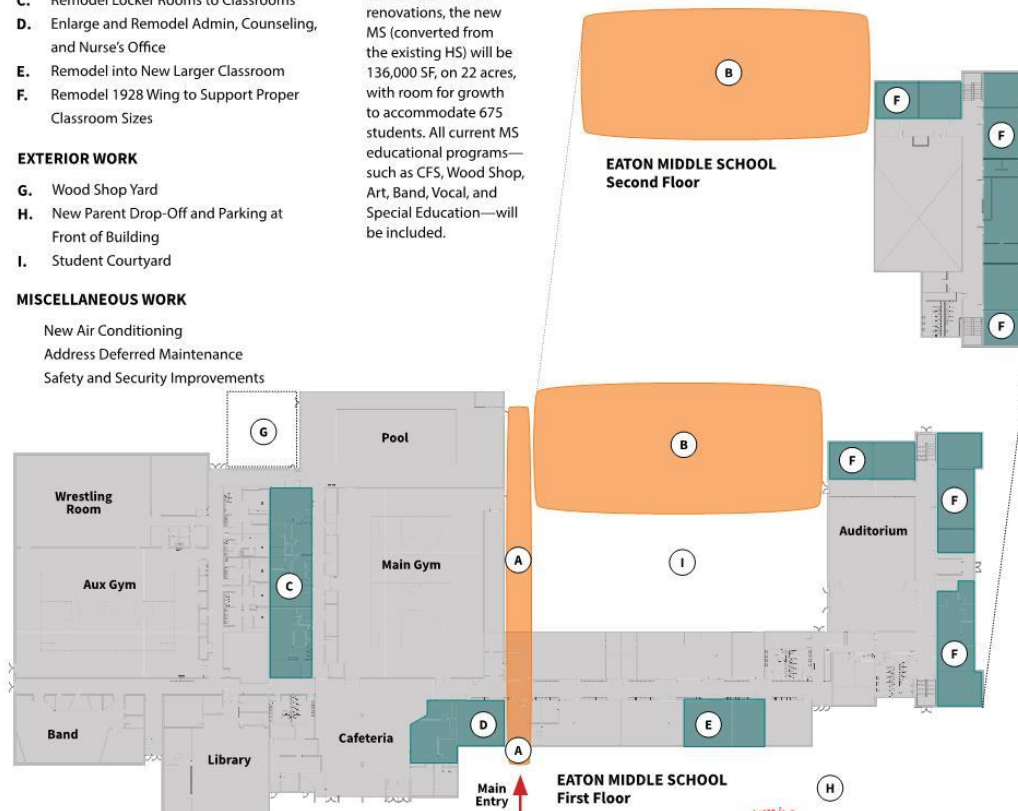 C. Remodel Locker Rooms to Classrooms
D. Enlarge and Remodel Admin, Counseling,
and Nurse's Office
E. Remodel into New Larger Classroom
F. Remodel 1928 Wing to Support Proper
Classroom Sizes
EXTERIOR WORK
G. Wood Shop Yard
H. New Parent Drop-Off and Parking at
Front of Building
I. Student Courtyard
MISCELLANEOUS WORK
New Air Conditioning
Address Deferred Maintenance
Safety and Security Improvements
renovations, the new
MS (converted from
the existing HS) will be
136,000 SF, on 22 acres,
with room for growth
to accommodate 675
students. All current MS
educational programs—
such as CFS, Wood Shop,
Art, Band, Vocal, and
Special Education—will
be included.
B
EATON MIDDLE SCHOOL
Second Floor
F
F
F
G
Pool
B
F
Wrestling
Room
F
Auditorium
Aux Gym
C
Main Gym
A
I
F
Band
Library
Cafeteria
D
A
E
Main
Entry
EATON MIDDLE SCHOOL
First Floor
H